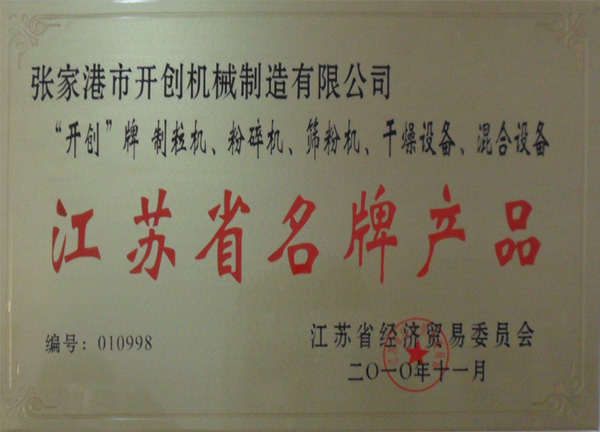 张家港市开创机械制造有限公司
“开创”牌 制粒机、粉碎机、筛粉机、干燥设备、混合设备
江苏省名牌产品
编号：010998
江苏省经济贸易委员会
二〇一〇年十一月